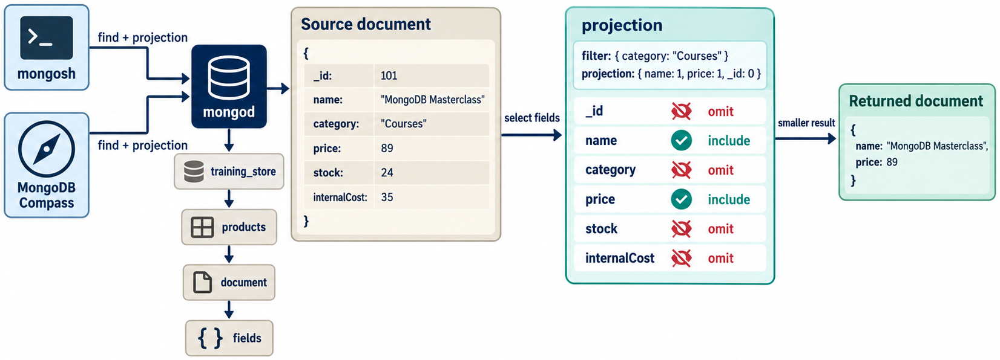 >_
mongosh
find + projection
MongoDB
Compass
find + projection
mongod
training_store
products
document
{ } fields
Source document
{
_id: 101
name: "MongoDB Masterclass"
category: "Courses"
price: 89
stock: 24
internalCost: 35
}
select fields
projection
filter: { category: "Courses" }
projection: { name: 1, price: 1, _id: 0 }
_id omit
name include
category omit
price include
stock omit
internalCost omit
smaller result
Returned document
{
name: "MongoDB Masterclass",
price: 89
}